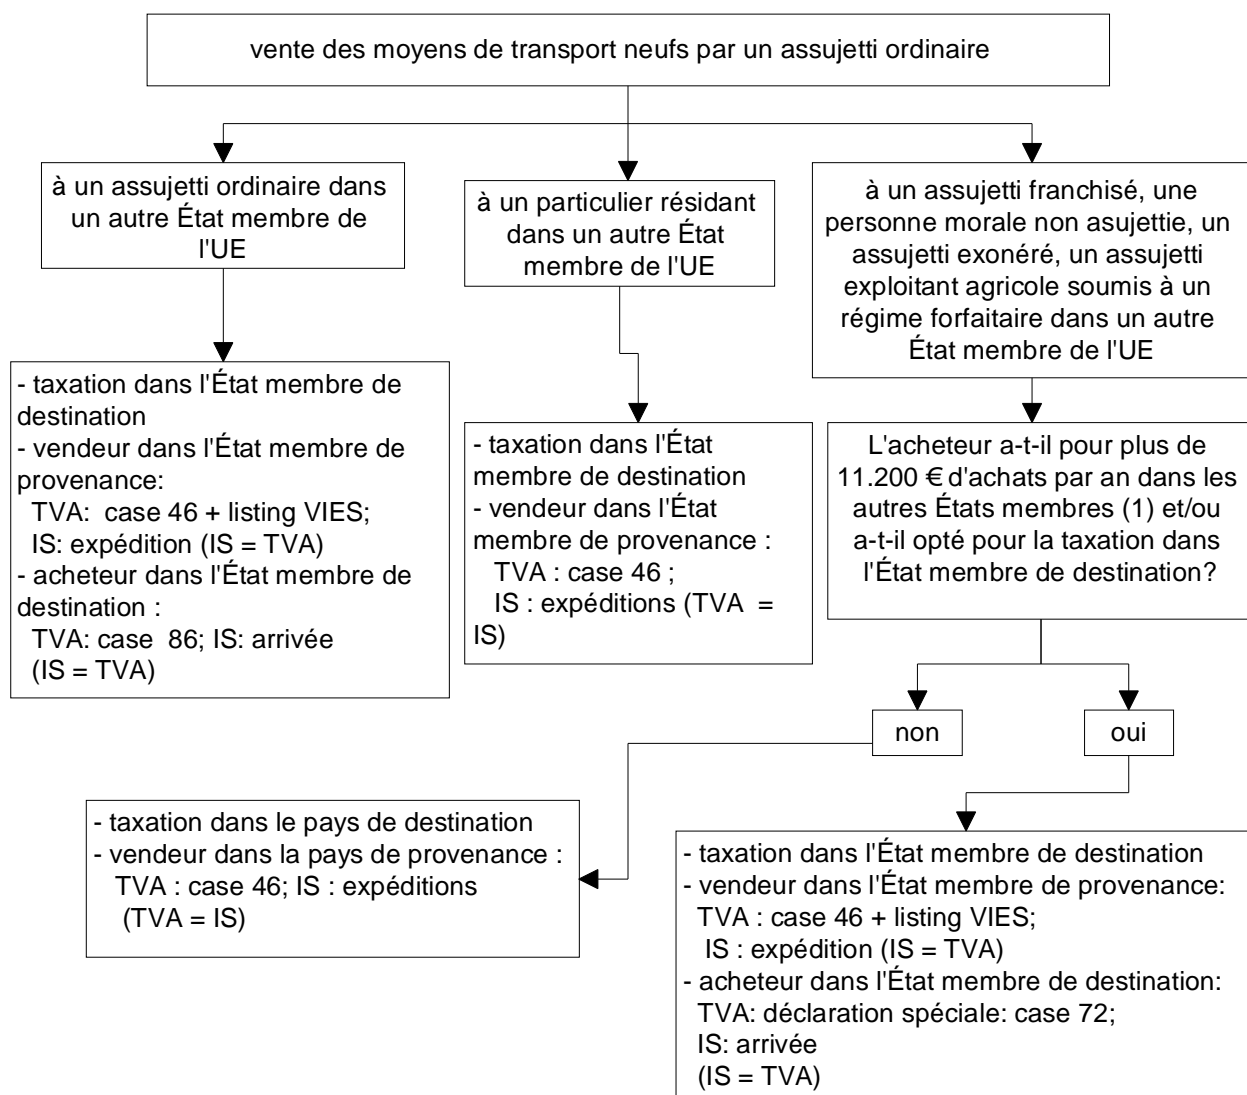 vente des moyens de transport neufs par un assujetti ordinaire
à un assujetti ordinaire dans
un autre État membre de
l'UE
à un particulier résidant
dans un autre État
membre de l'UE
à un assujetti franchisé, une
personne morale non asujettie, un
assujetti exonéré, un assujetti
exploitant agricole soumis à un
régime forfaitaire dans un autre
État membre de l'UE
- taxation dans l'État membre de
destination
- vendeur dans l'État membre de
provenance:
TVA: case 46 + listing VIES;
IS: expédition (IS = TVA)
- acheteur dans l'État membre de
destination :
TVA: case 86; IS: arrivée
(IS = TVA)
- taxation dans l'État
membre de destination
- vendeur dans l'État
membre de provenance :
TVA : case 46 ;
IS : expéditions (TVA =
IS)
L'acheteur a-t-il pour plus de
11.200 € d'achats par an dans les
autres États membres (1) et/ou
a-t-il opté pour la taxation dans
l'État membre de destination?
non
oui
- taxation dans le pays de destination
- vendeur dans la pays de provenance :
TVA : case 46; IS : expéditions
(TVA = IS)
- taxation dans l'État membre de destination
- vendeur dans l'État membre de provenance:
TVA : case 46 + listing VIES;
IS : expédition (IS = TVA)
- acheteur dans l'État membre de destination:
TVA: déclaration spéciale: case 72;
IS: arrivée
(IS = TVA)